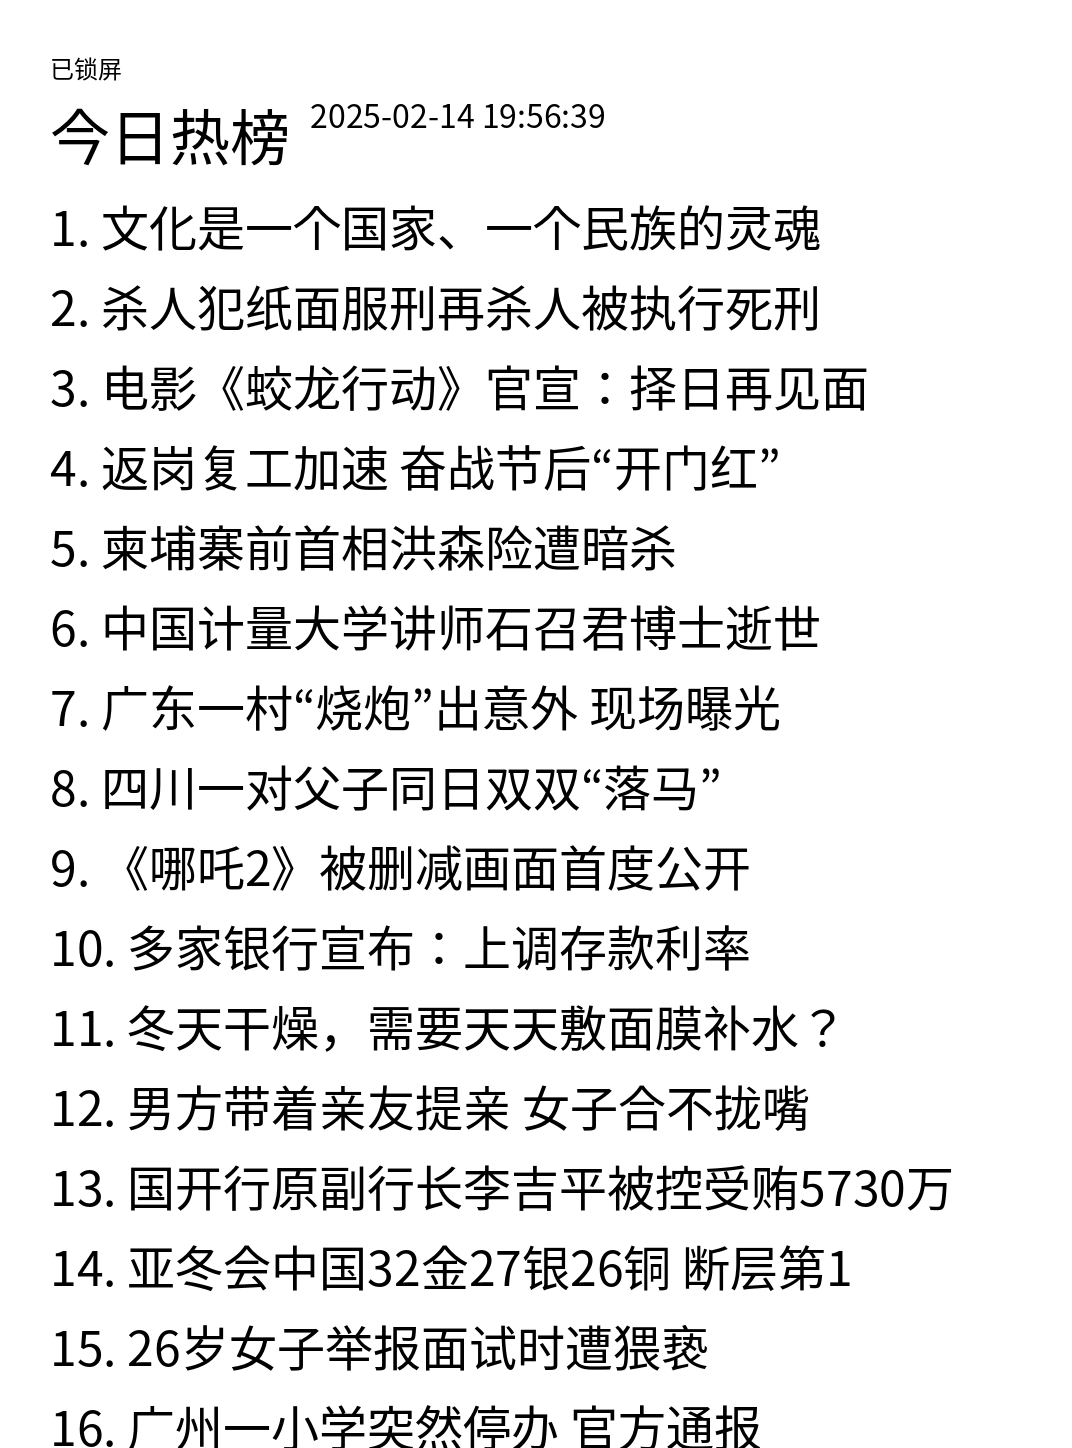 已锁屏
今日热榜 2025-02-14 19:56:39
1. 文化是一个国家、一个民族的灵魂
2. 杀人犯纸面服刑再杀人被执行死刑
3. 电影《蛟龙行动》官宣：择日再见面
4. 返岗复工加速 奋战节后“开门红”
5. 柬埔寨前首相洪森险遭暗杀
6. 中国计量大学讲师石召君博士逝世
7. 广东一村“烧炮”出意外 现场曝光
8. 四川一对父子同日双双“落马”
9. 《哪吒2》被删减画面首度公开
10. 多家银行宣布：上调存款利率
11. 冬天干燥，需要天天敷面膜补水？
12. 男方带着亲友提亲 女子合不拢嘴
13. 国开行原副行长李吉平被控受贿5730万
14. 亚冬会中国32金27银26铜 断层第1
15. 26岁女子举报面试时遭猥亵
16. 广州一小学突然停办 官方通报